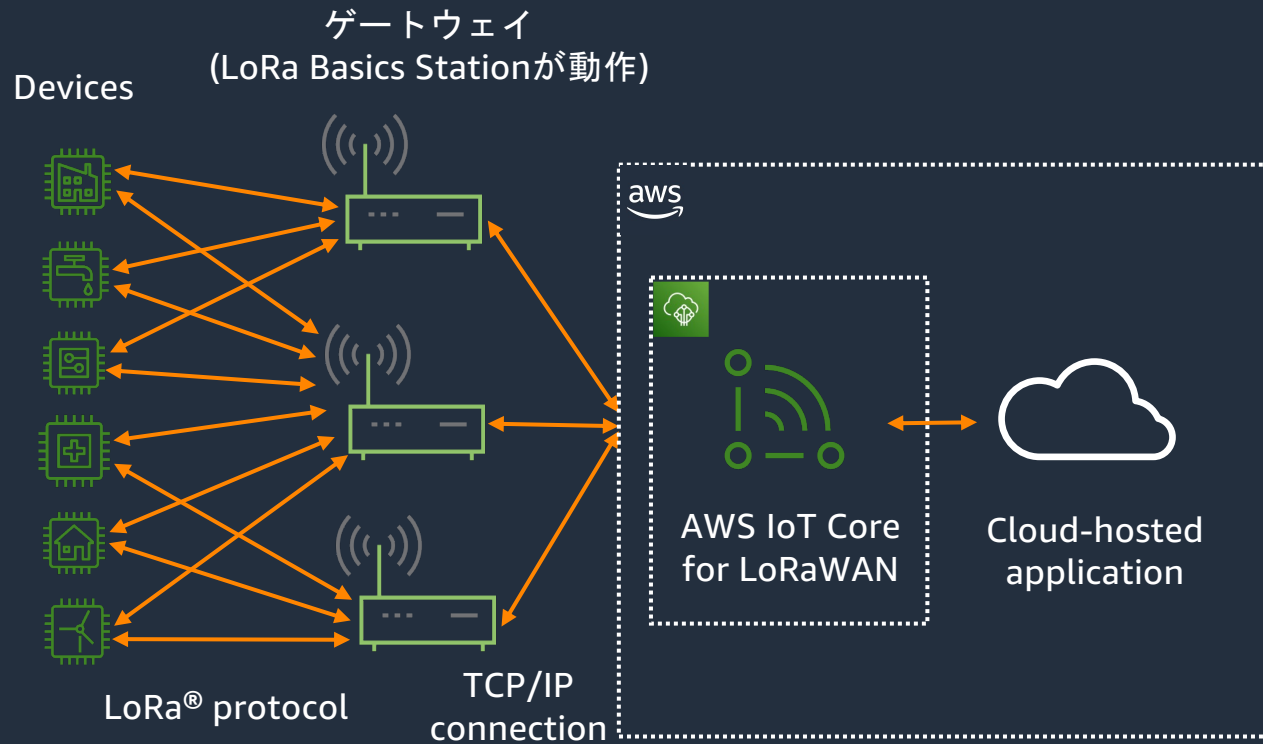 ゲートウェイ
(LoRa Basics Stationが動作)
Devices
aws
AWS IoT Core
for LoRaWAN
Cloud-hosted
application
LoRa® protocol
TCP/IP
connection